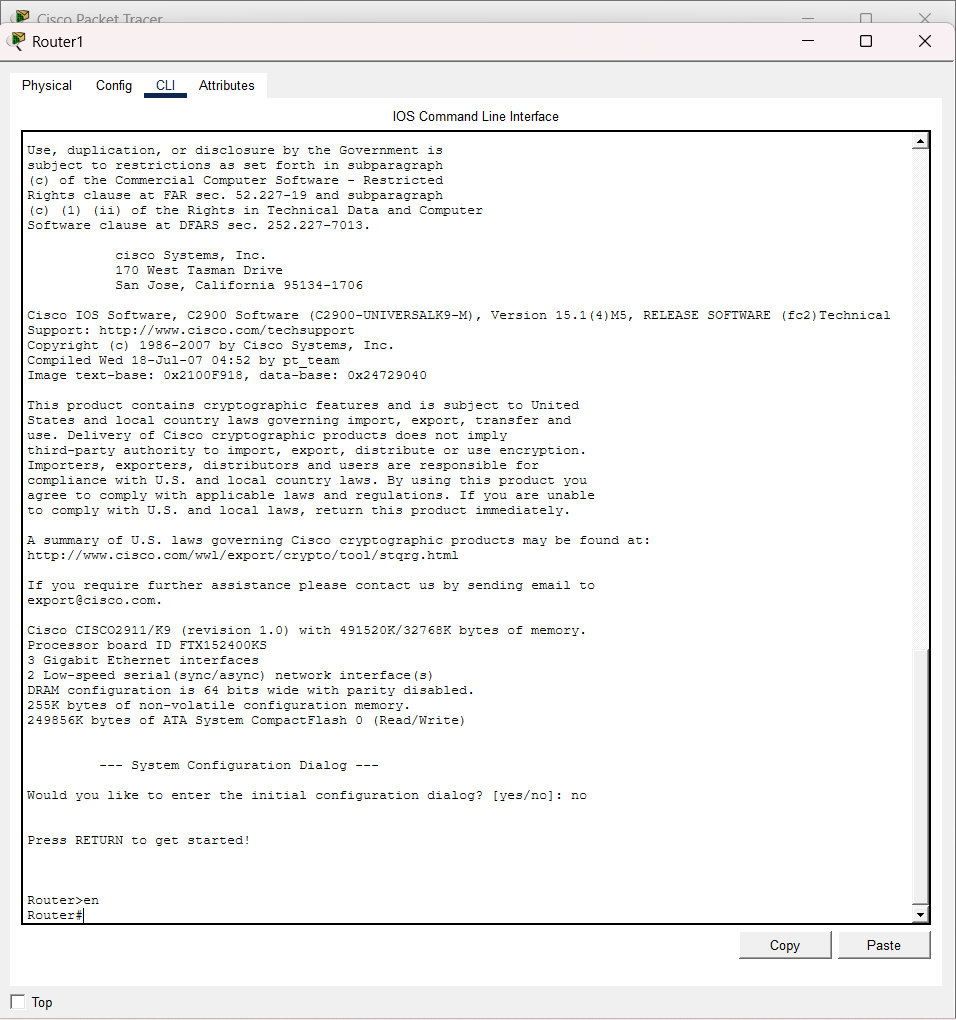 Cisco Packet Tracer
Router1
Physical Config CLI Attributes
IOS Command Line Interface
Use, duplication, or disclosure by the Government is
subject to restrictions as set forth in subparagraph
(c) of the Commercial Computer Software - Restricted
Rights clause at FAR sec. 52.227-19 and subparagraph
(c) (1) (ii) of the Rights in Technical Data and Computer
Software clause at DFARS sec. 252.227-7013.
cisco Systems, Inc.
170 West Tasman Drive
San Jose, California 95134-1706
Cisco IOS Software, C2900 Software (C2900-UNIVERSALK9-M), Version 15.1(4)M5, RELEASE SOFTWARE (fc2)Technical
Support: http://www.cisco.com/techsupport
Copyright (c) 1986-2007 by Cisco Systems, Inc.
Compiled Wed 18-Jul-07 04:52 by pt_team
Image text-base: 0x2100F918, data-base: 0x24729040
This product contains cryptographic features and is subject to United
States and local country laws governing import, export, transfer and
use. Delivery of Cisco cryptographic products does not imply
third-party authority to import, export, distribute or use encryption.
Importers, exporters, distributors and users are responsible for
compliance with U.S. and local country laws. By using this product you
agree to comply with applicable laws and regulations. If you are unable
to comply with U.S. and local laws, return this product immediately.
A summary of U.S. laws governing Cisco cryptographic products may be found at:
http://www.cisco.com/wwl/export/crypto/tool/stqrg.html
If you require further assistance please contact us by sending email to
export@cisco.com.
Cisco CISCO2911/K9 (revision 1.0) with 491520K/32768K bytes of memory.
Processor board ID FTX152400KS
3 Gigabit Ethernet interfaces
2 Low-speed serial(sync/async) network interface(s)
DRAM configuration is 64 bits wide with parity disabled.
255K bytes of non-volatile configuration memory.
249856K bytes of ATA System CompactFlash 0 (Read/Write)
--- System Configuration Dialog ---
Would you like to enter the initial configuration dialog? [yes/no]: no
Press RETURN to get started!
Router>en
Router#
Copy Paste
Top